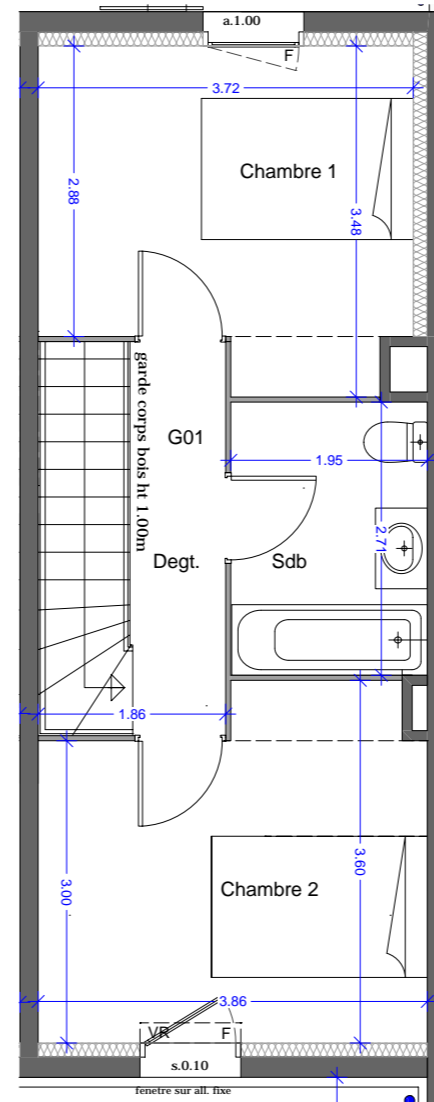 a.1.00
F
3.72
Chambre 1
2.88
3.48
garde corps bois ht 1.00m
G01
1.95
Degt.
Sdb
2.71
1.86
3.00
3.60
Chambre 2
3.86
VR
F
s.0.10
fenetre sur all. fixe